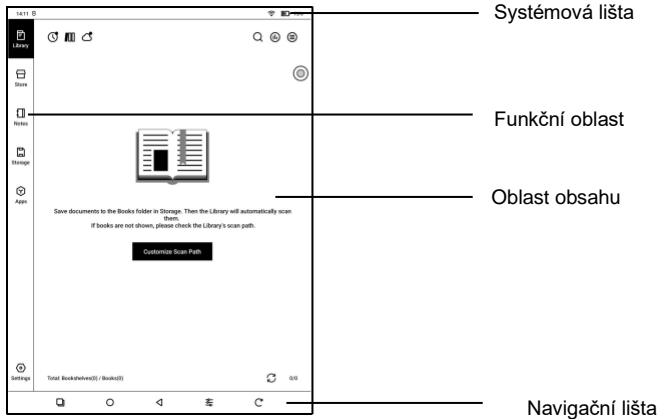 14:11
Systémová lišta
Library
Store
Notes
Funkční oblast
Storage
Apps
Oblast obsahu
Save documents to the Books folder in Storage. Then the Library will automatically scan
them.
If books are not shown, please check the Library's scan path.
Customize Scan Path
Settings
Total: Bookshelves(0) / Books(0)
0/0
Navigační lišta